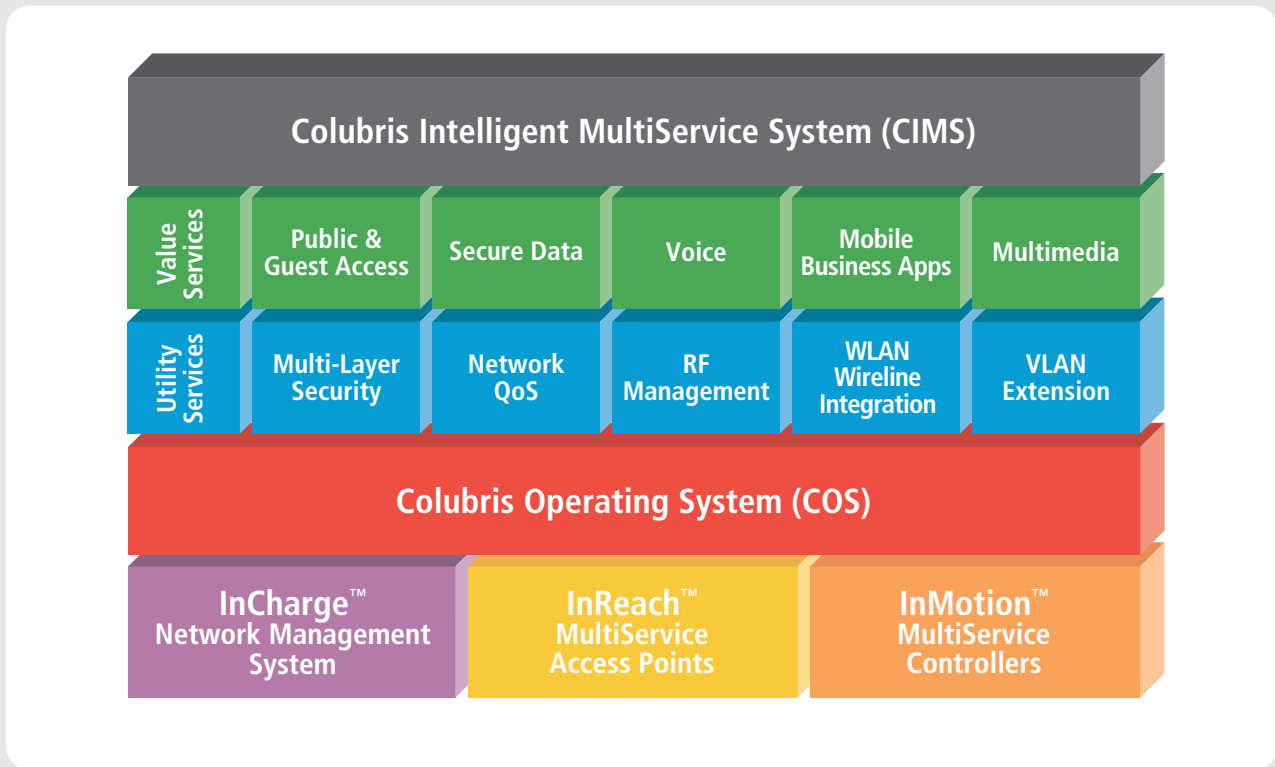 Colubris Intelligent MultiService System (CIMS)
Value
Services
Public &
Guest Access
Secure Data
Voice
Mobile
Business Apps
Multimedia
Utility
Services
Multi-Layer
Security
Network
QoS
RF
Management
WLAN
Wireline
Integration
VLAN
Extension
Colubris Operating System (COS)
InCharge™
Network Management
System
InReach™
MultiService
Access Points
InMotion™
MultiService
Controllers